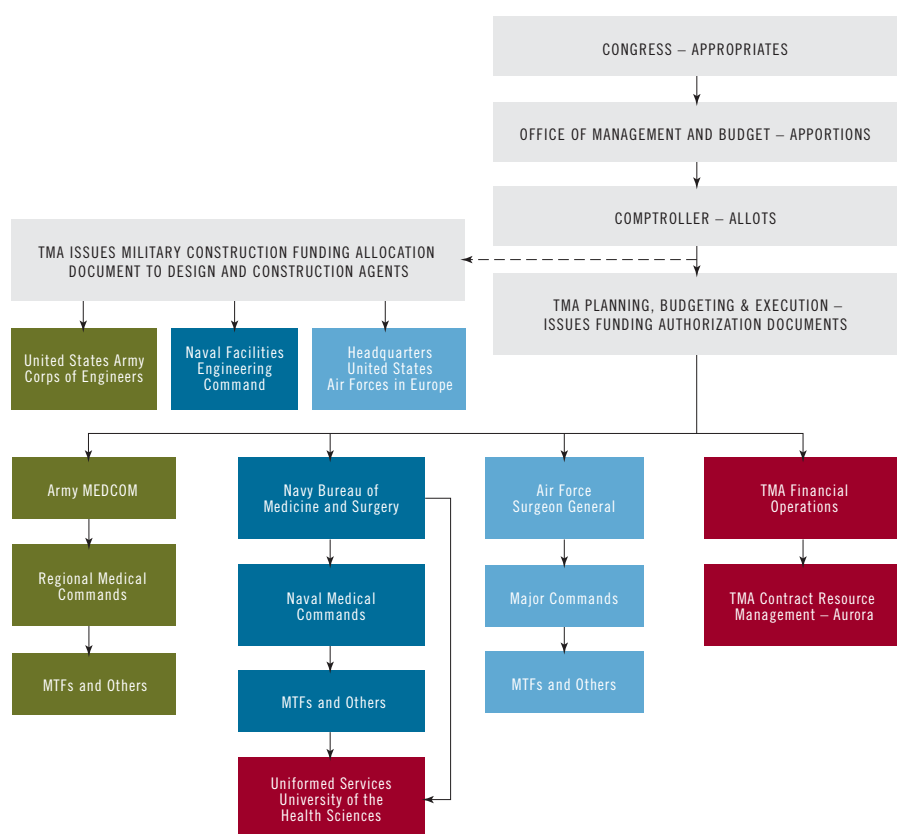 CONGRESS – APPROPRIATES
OFFICE OF MANAGEMENT AND BUDGET – APPORTIONS
COMPTROLLER – ALLOTS
TMA ISSUES MILITARY CONSTRUCTION FUNDING ALLOCATION
DOCUMENT TO DESIGN AND CONSTRUCTION AGENTS
TMA PLANNING, BUDGETING & EXECUTION –
ISSUES FUNDING AUTHORIZATION DOCUMENTS
United States Army
Corps of Engineers
Naval Facilities
Engineering
Command
Headquarters
United States
Air Forces in Europe
Army MEDCOM
Navy Bureau of
Medicine and Surgery
Air Force
Surgeon General
TMA Financial
Operations
Regional Medical
Commands
Naval Medical
Commands
Major Commands
TMA Contract Resource
Management – Aurora
MTFs and Others
MTFs and Others
MTFs and Others
Uniformed Services
University of the
Health Sciences